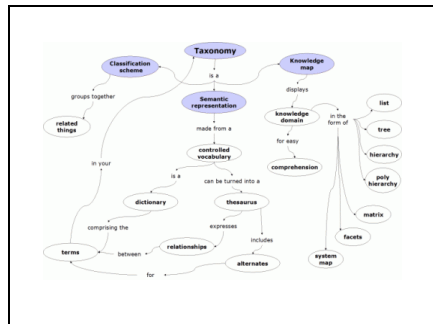 Taxonomy
Classification
scheme
Knowledge
map
is a
groups together
displays
Semantic
representation
list
related
things
knowledge
domain
in the
form of
made from a
tree
for easy
controlled
vocabulary
hierarchy
in your
comprehension
is a
can be turned into a
poly
hierarchy
dictionary
thesaurus
matrix
comprising the
expresses
facets
relationships
includes
terms
between
system
map
for
alternates